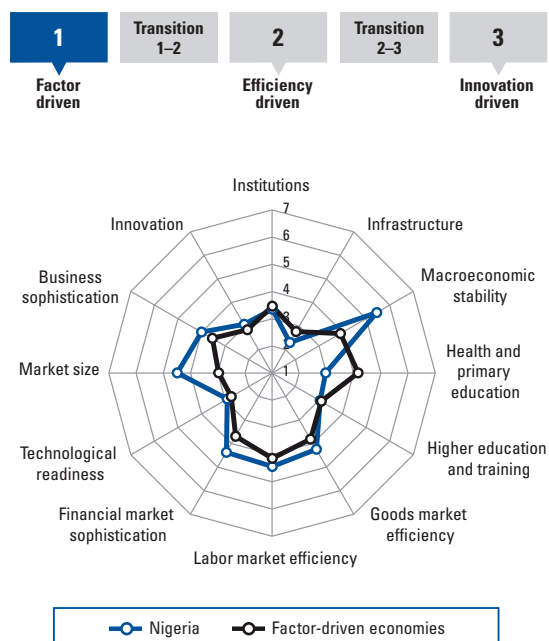 1
Transition
1–2
2
Transition
2–3
3
Factor
driven
Efficiency
driven
Innovation
driven
Institutions
7
Innovation
Infrastructure
6
5
Business
sophistication
Macroeconomic
stability
4
3
2
Market size
1
Health and
primary
education
Technological
readiness
Higher education
and training
Financial market
sophistication
Goods market
efficiency
Labor market efficiency
Nigeria
Factor-driven economies